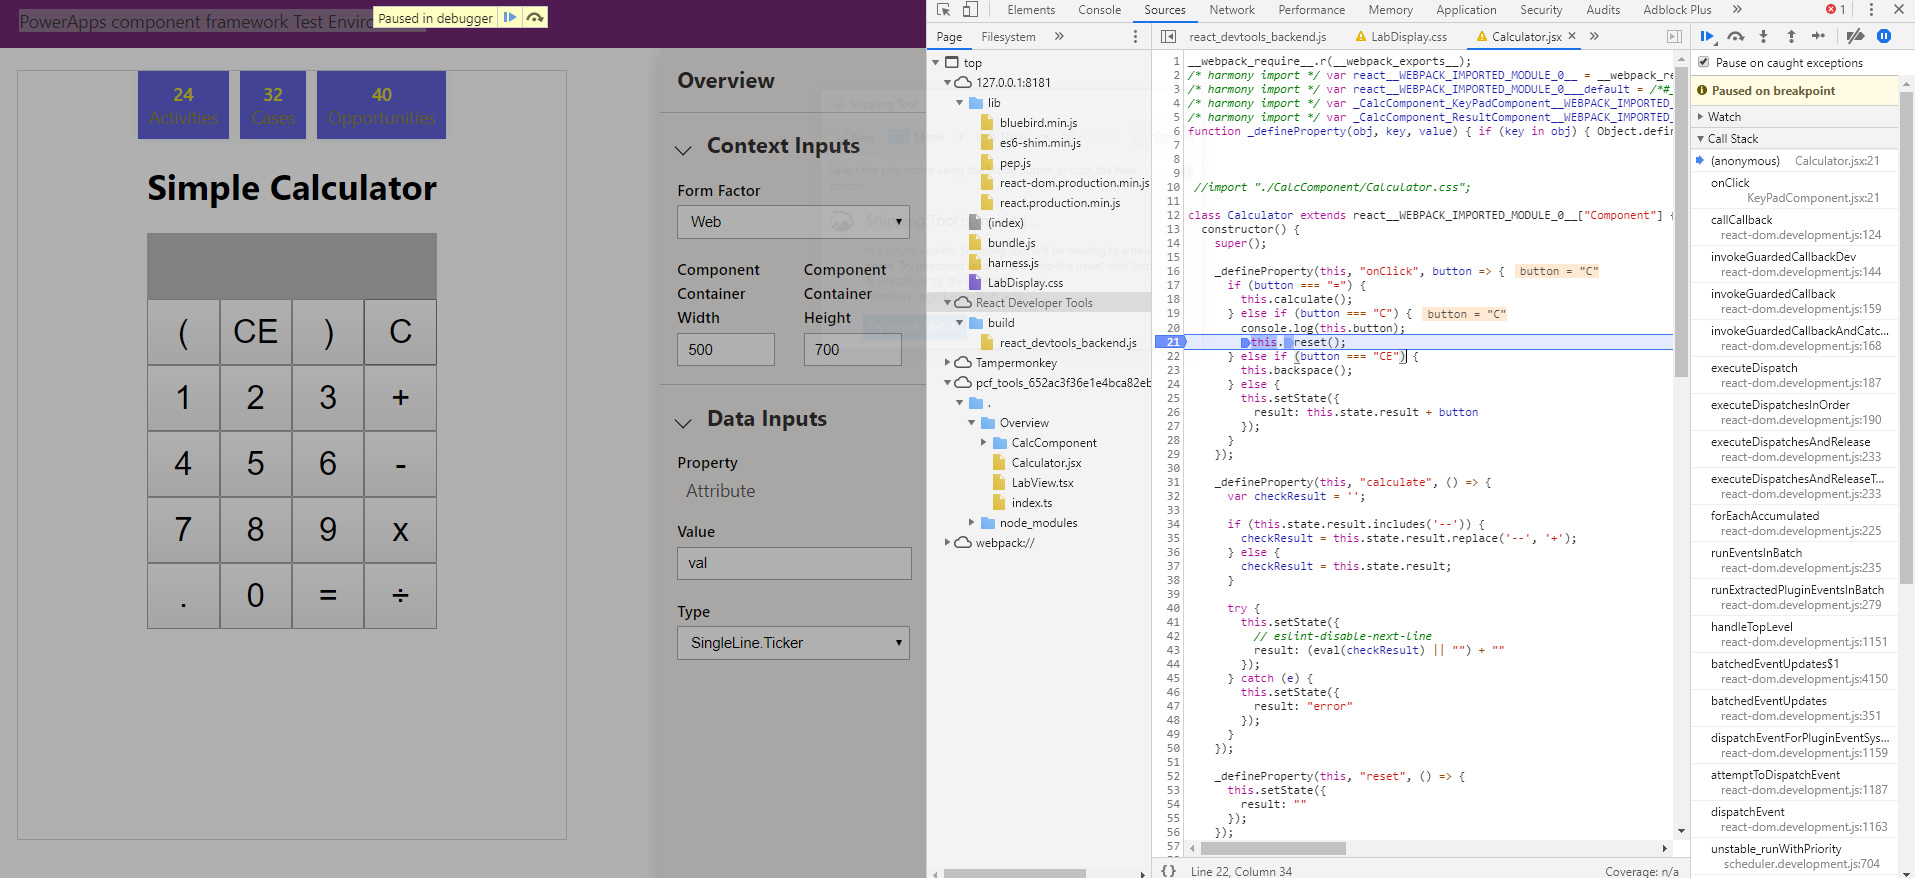 PowerApps component framework Test Enviro
Paused in debugger
24
Activities
32
Cases
40
Opportunities
Simple Calculator
( CE ) C
1 2 3 +
4 5 6 -
7 8 9 x
. 0 = ÷
Overview
Context Inputs
Form Factor
Web
Component Container Width
Component Container Height
500
700
Data Inputs
Property
Attribute
Value
val
Type
SingleLine.Ticker
Elements Console Sources Network Performance Memory Application Security Audits Adblock Plus » 1
Page Filesystem »
top
127.0.0.1:8181
lib
bluebird.min.js
es6-shim.min.js
pep.js
react-dom.production.min.js
react.production.min.js
(index)
bundle.js
harness.js
LabDisplay.css
React Developer Tools
build
react_devtools_backend.js
Tampermonkey
pcf_tools_652ac3f36e1e4bca82eb
.
Overview
CalcComponent
Calculator.jsx
LabView.tsx
index.ts
node_modules
webpack://
react_devtools_backend.js LabDisplay.css Calculator.jsx × »
1 __webpack_require__.r(__webpack_exports__);
2 /* harmony import */ var react__WEBPACK_IMPORTED_MODULE_0__ = __webpack_re
3 /* harmony import */ var react__WEBPACK_IMPORTED_MODULE_0___default = /*#_
4 /* harmony import */ var _CalcComponent_KeyPadComponent__WEBPACK_IMPORTED_
5 /* harmony import */ var _CalcComponent_ResultComponent__WEBPACK_IMPORTED_
6 function _defineProperty(obj, key, value) { if (key in obj) { Object.defin
7
8
9
10 //import "./CalcComponent/Calculator.css";
11
12 class Calculator extends react__WEBPACK_IMPORTED_MODULE_0__["Component"] {
13 constructor() {
14 super();
15
16 _defineProperty(this, "onClick", button => { button = "C"
17 if (button === "=") {
18 this.calculate();
19 } else if (button === "C") { button = "C"
20 console.log(this.button);
21 this.reset();
22 } else if (button === "CE") {
23 this.backspace();
24 } else {
25 this.setState({
26 result: this.state.result + button
27 });
28 }
29 });
30
31 _defineProperty(this, "calculate", () => {
32 var checkResult = '';
33
34 if (this.state.result.includes('--')) {
35 checkResult = this.state.result.replace('--', '+');
36 } else {
37 checkResult = this.state.result;
38 }
39
40 try {
41 this.setState({
42 // eslint-disable-next-line
43 result: (eval(checkResult) || "") + ""
44 });
45 } catch (e) {
46 this.setState({
47 result: "error"
48 });
49 }
50 });
51
52 _defineProperty(this, "reset", () => {
53 this.setState({
54 result: ""
55 });
56 });
57
{} Line 22, Column 34 Coverage: n/a
Pause on caught exceptions
Paused on breakpoint
Watch
Call Stack
(anonymous) Calculator.jsx:21
onClick
KeyPadComponent.jsx:21
callCallback
react-dom.development.js:124
invokeGuardedCallbackDev
react-dom.development.js:144
invokeGuardedCallback
react-dom.development.js:159
invokeGuardedCallbackAndCatc...
react-dom.development.js:168
executeDispatch
react-dom.development.js:187
executeDispatchesInOrder
react-dom.development.js:190
executeDispatchesAndRelease
react-dom.development.js:233
executeDispatchesAndReleaseT...
react-dom.development.js:233
forEachAccumulated
react-dom.development.js:225
runEventsInBatch
react-dom.development.js:235
runExtractedPluginEventsInBatch
react-dom.development.js:279
handleTopLevel
react-dom.development.js:1151
batchedEventUpdates$1
react-dom.development.js:4150
batchedEventUpdates
react-dom.development.js:351
dispatchEventForPluginEventSys...
react-dom.development.js:1159
attemptToDispatchEvent
react-dom.development.js:1187
dispatchEvent
react-dom.development.js:1163
unstable_runWithPriority
scheduler.development.js:704